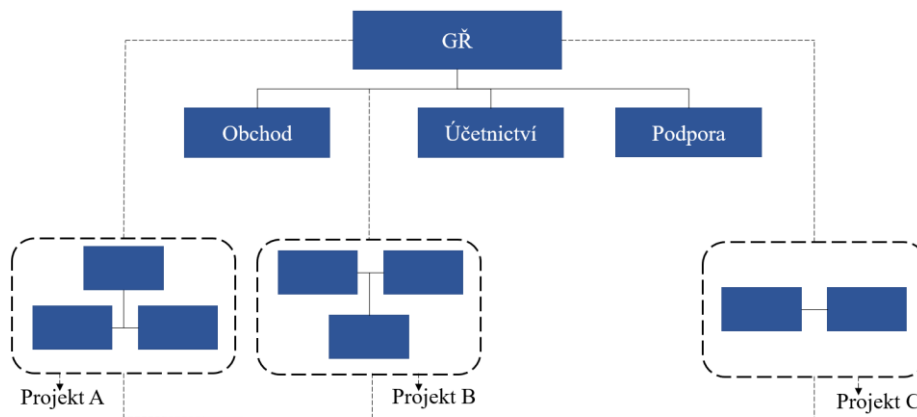 GŘ
Obchod
Účetnictví
Podpora
Projekt A
Projekt B
Projekt C